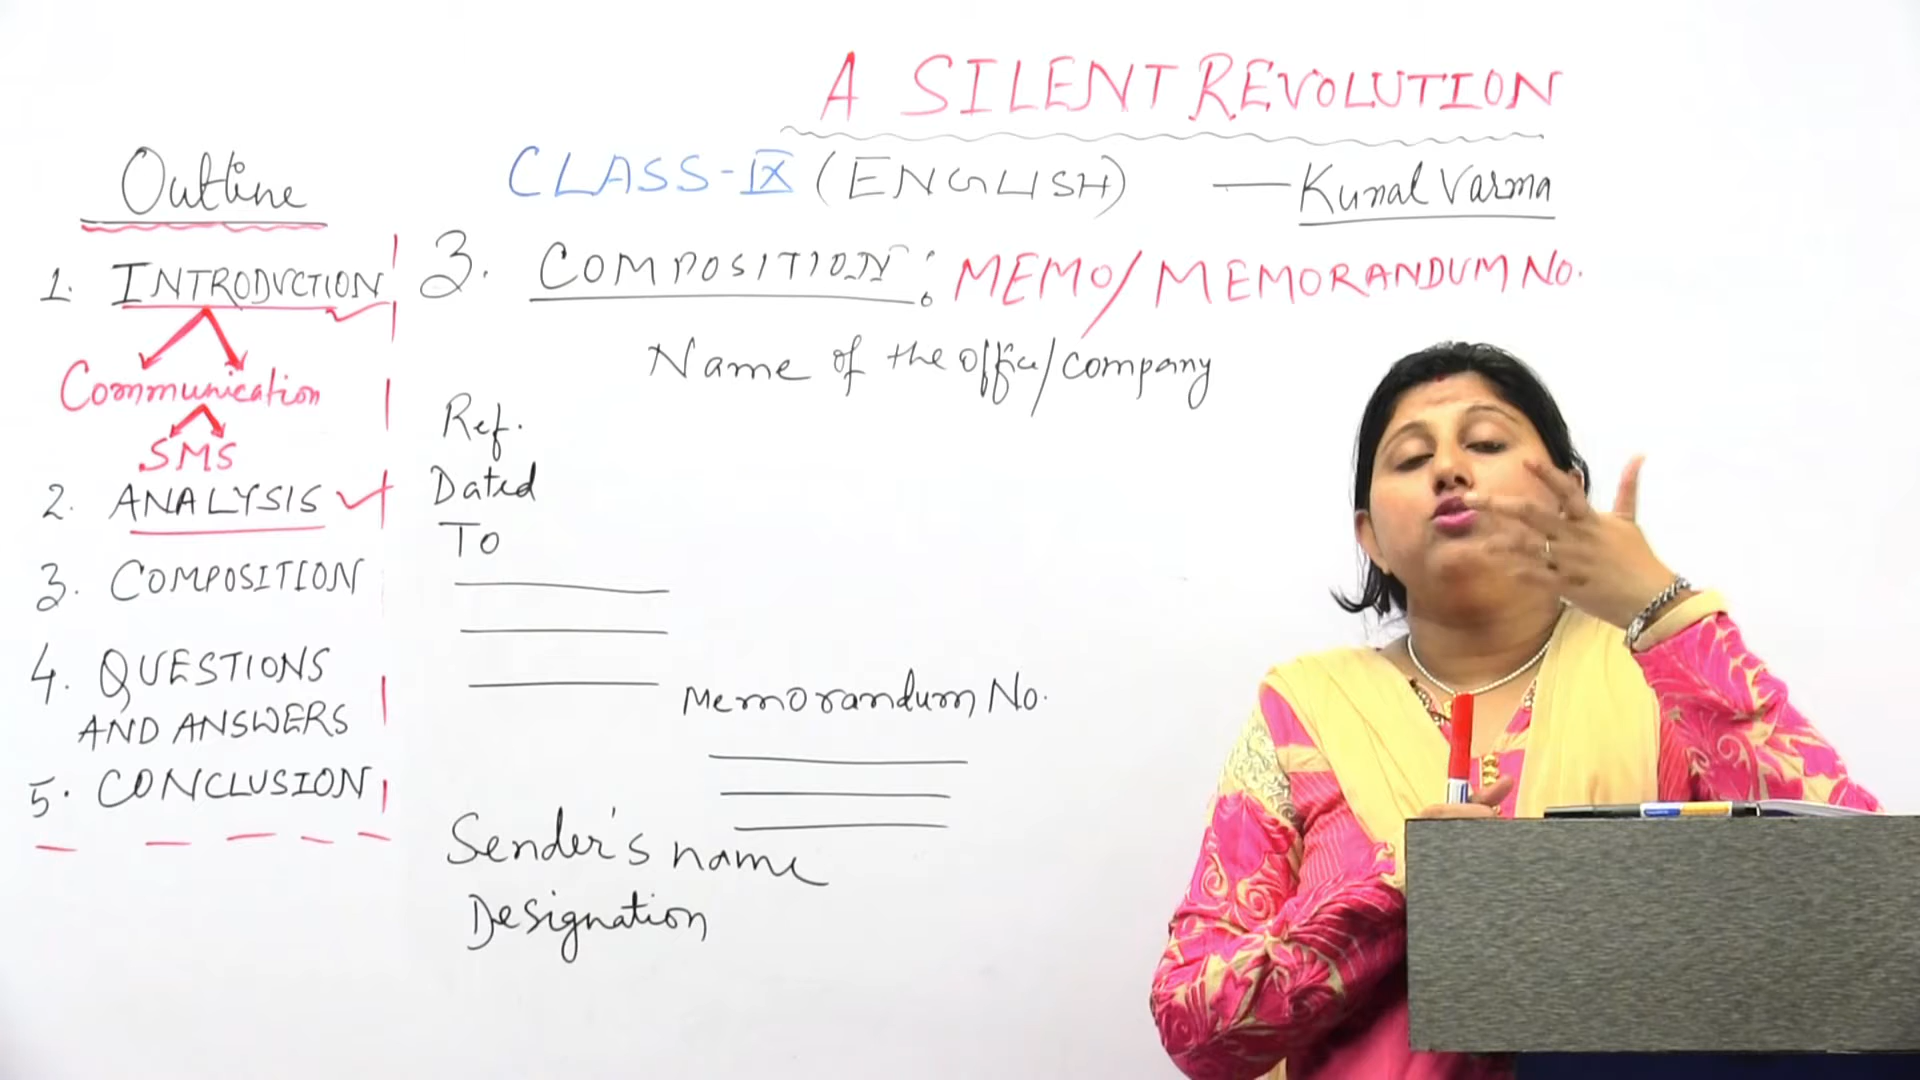 A SILENT REVOLUTION
CLASS-IX (ENGLISH) — Kunal Varma
Outline
1. INTRODUCTION
Communication
SMS
2. ANALYSIS
3. COMPOSITION
4. QUESTIONS
AND ANSWERS
5. CONCLUSION
3. COMPOSITION: MEMO/MEMORANDUM NO.
Name of the office/company
Ref.
Dated
To
Memorandum No.
Sender's name
Designation